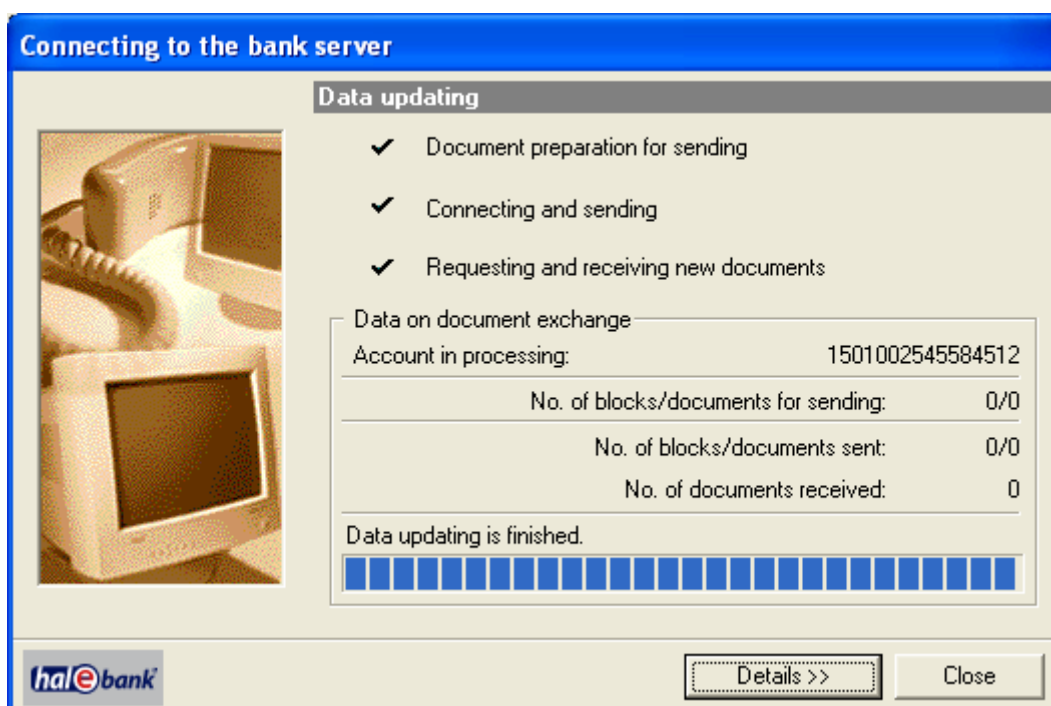 Connecting to the bank server
Data updating
Document preparation for sending
Connecting and sending
Requesting and receiving new documents
Data on document exchange
Account in processing: 1501002545584512
No. of blocks/documents for sending: 0/0
No. of blocks/documents sent: 0/0
No. of documents received: 0
Data updating is finished.
hal@bank
Details >>
Close